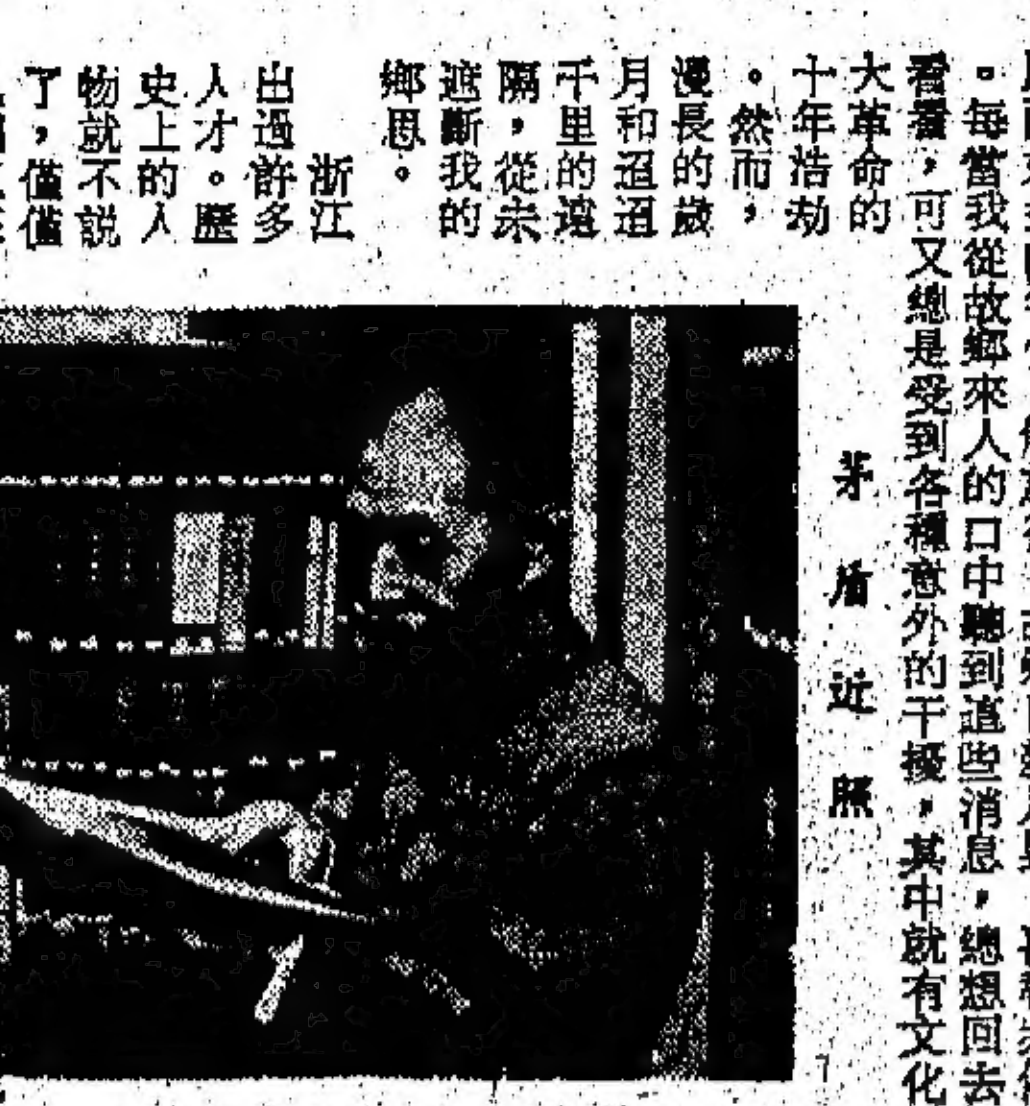 。每當我從故鄉來人的口中聽到這些消息，總想回去
看看，可又總是受到各種意外的干擾，其中就有文化
大革命的
十年浩劫
。然而，
漫長的歲
月和迢迢
千里的遠
隔，從未
遮斷我的
鄉思。
浙江
出過許多
人才。歷
史上的人
物就不說
了，僅僅
茅盾近照